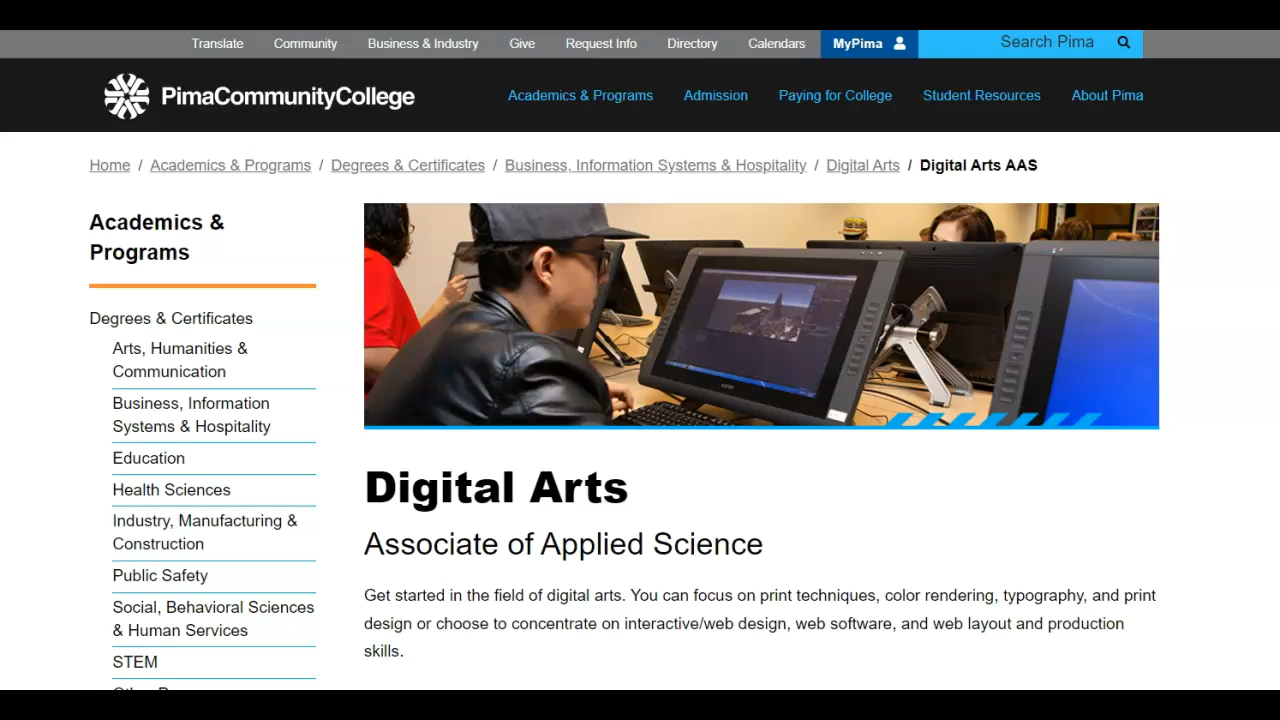 Translate Community Business & Industry Give Request Info Directory Calendars MyPima Search Pima
PimaCommunityCollege
Academics & Programs Admission Paying for College Student Resources About Pima
Home / Academics & Programs / Degrees & Certificates / Business, Information Systems & Hospitality / Digital Arts / Digital Arts AAS
Academics &
Programs
Degrees & Certificates
Arts, Humanities &
Communication
Business, Information
Systems & Hospitality
Education
Health Sciences
Industry, Manufacturing &
Construction
Public Safety
Social, Behavioral Sciences
& Human Services
STEM
Digital Arts
Associate of Applied Science
Get started in the field of digital arts. You can focus on print techniques, color rendering, typography, and print
design or choose to concentrate on interactive/web design, web software, and web layout and production
skills.